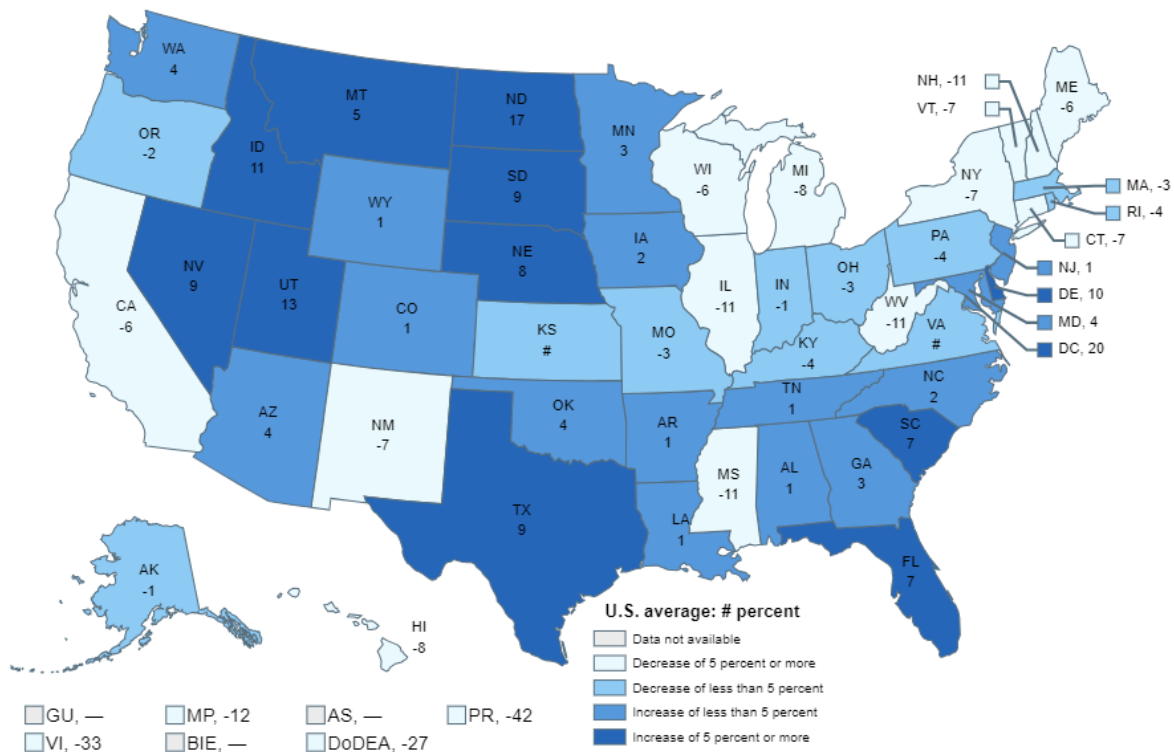 WA
4
OR
-2
CA
-6
ID
11
NV
9
MT
5
WY
1
UT
13
AZ
4
CO
1
NM
-7
ND
17
SD
9
NE
8
KS
#
OK
4
TX
9
MN
3
IA
2
MO
-3
AR
1
LA
1
WI
-6
IL
-11
MS
-11
MI
-8
IN
-1
OH
-3
KY
-4
TN
1
AL
1
GA
3
FL
7
SC
7
NC
2
VA
#
WV
-11
PA
-4
NY
-7
NH, -11
VT, -7
ME
-6
MA, -3
RI, -4
CT, -7
NJ, 1
DE, 10
MD, 4
DC, 20
AK
-1
HI
-8
GU, —
MP, -12
AS, —
PR, -42
VI, -33
BIE, —
DoDEA, -27
U.S. average: # percent
Data not available
Decrease of 5 percent or more
Decrease of less than 5 percent
Increase of less than 5 percent
Increase of 5 percent or more